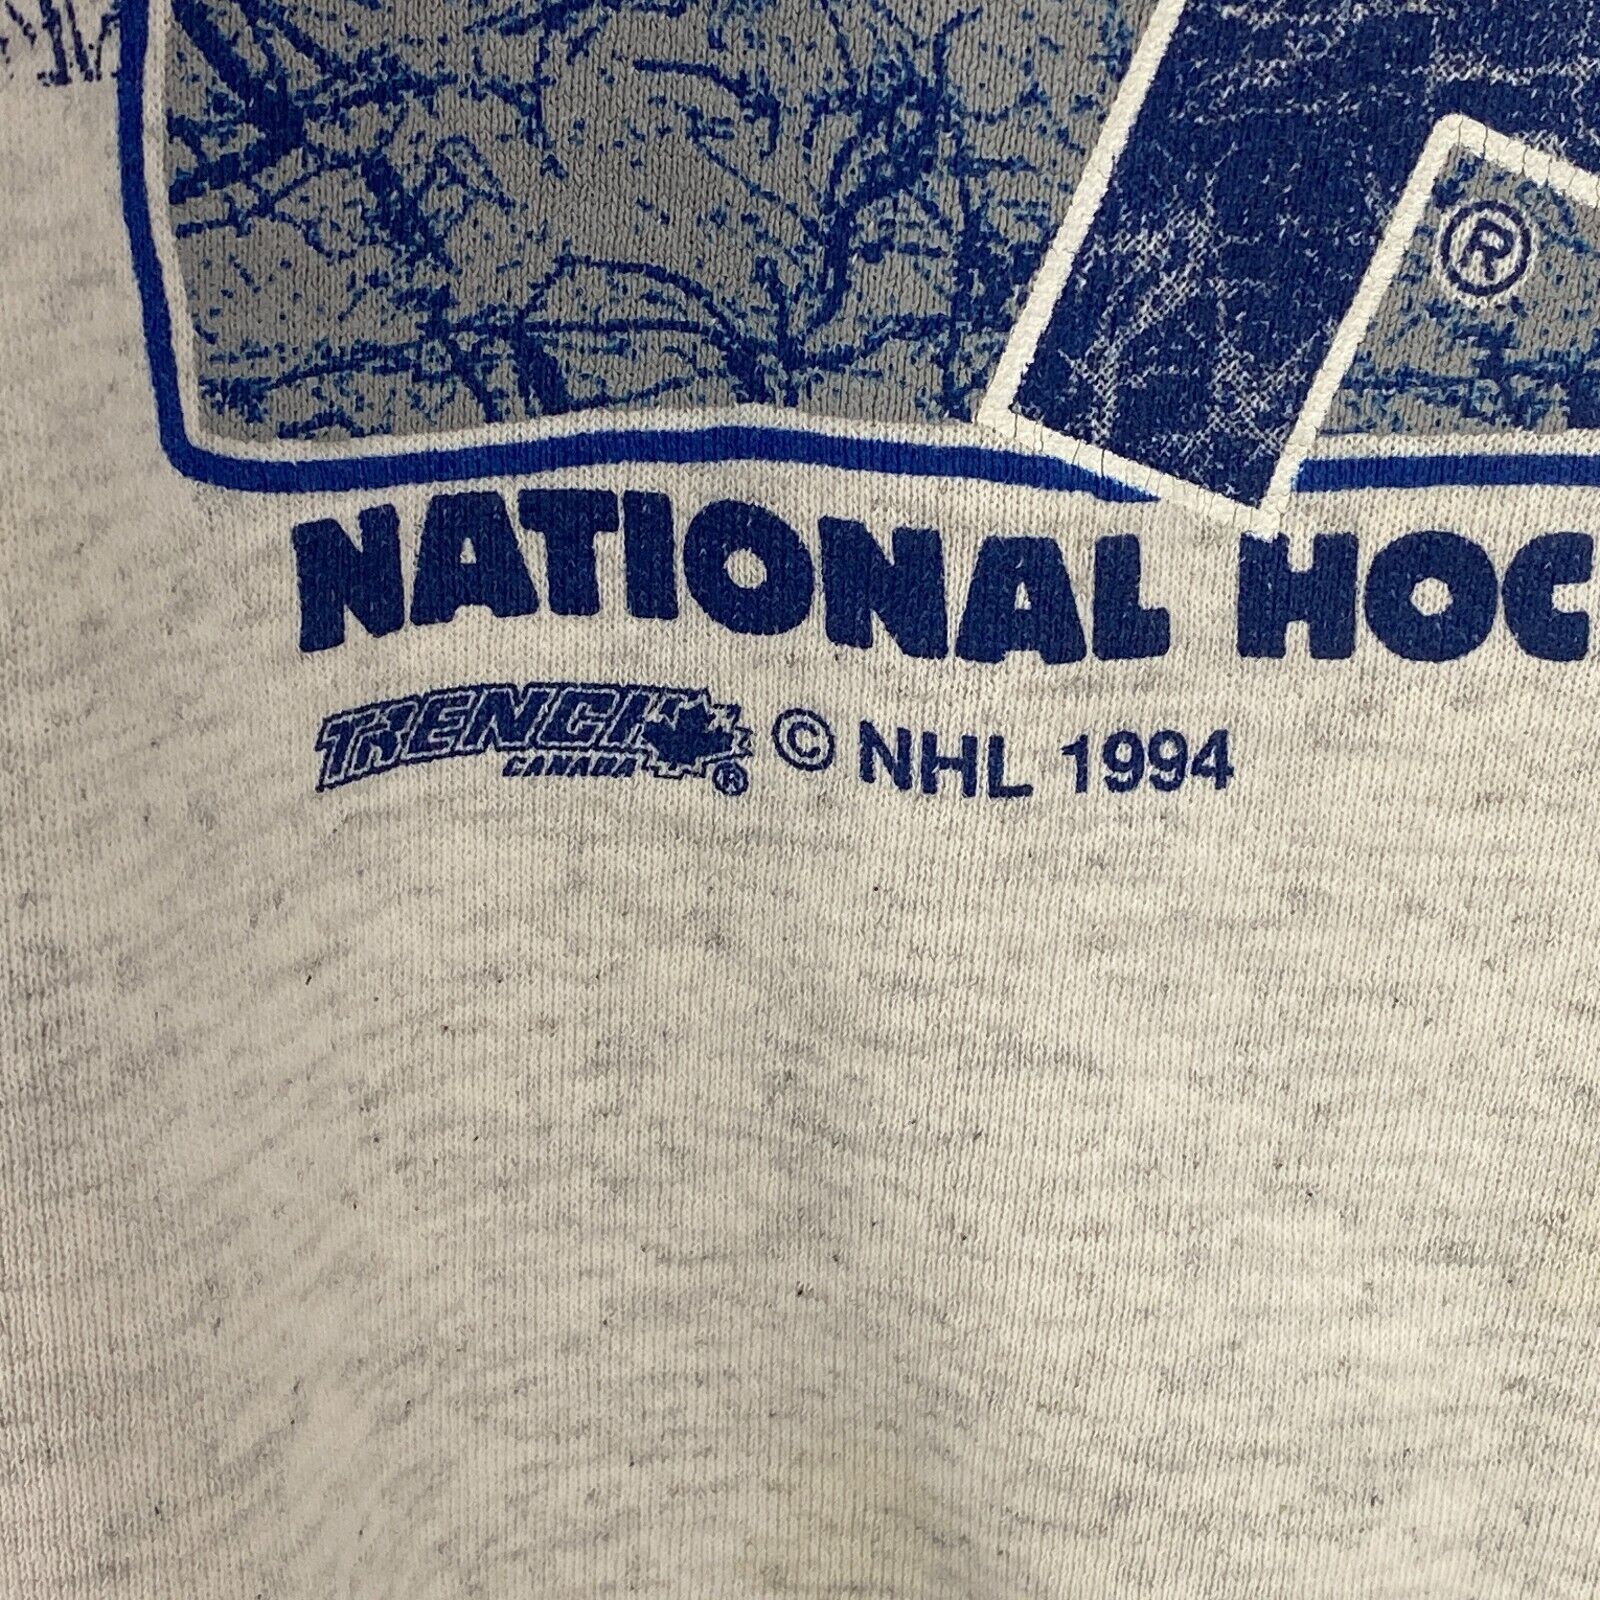 ®
NATIONAL HOC
TRENCH CANADA ® © NHL 1994